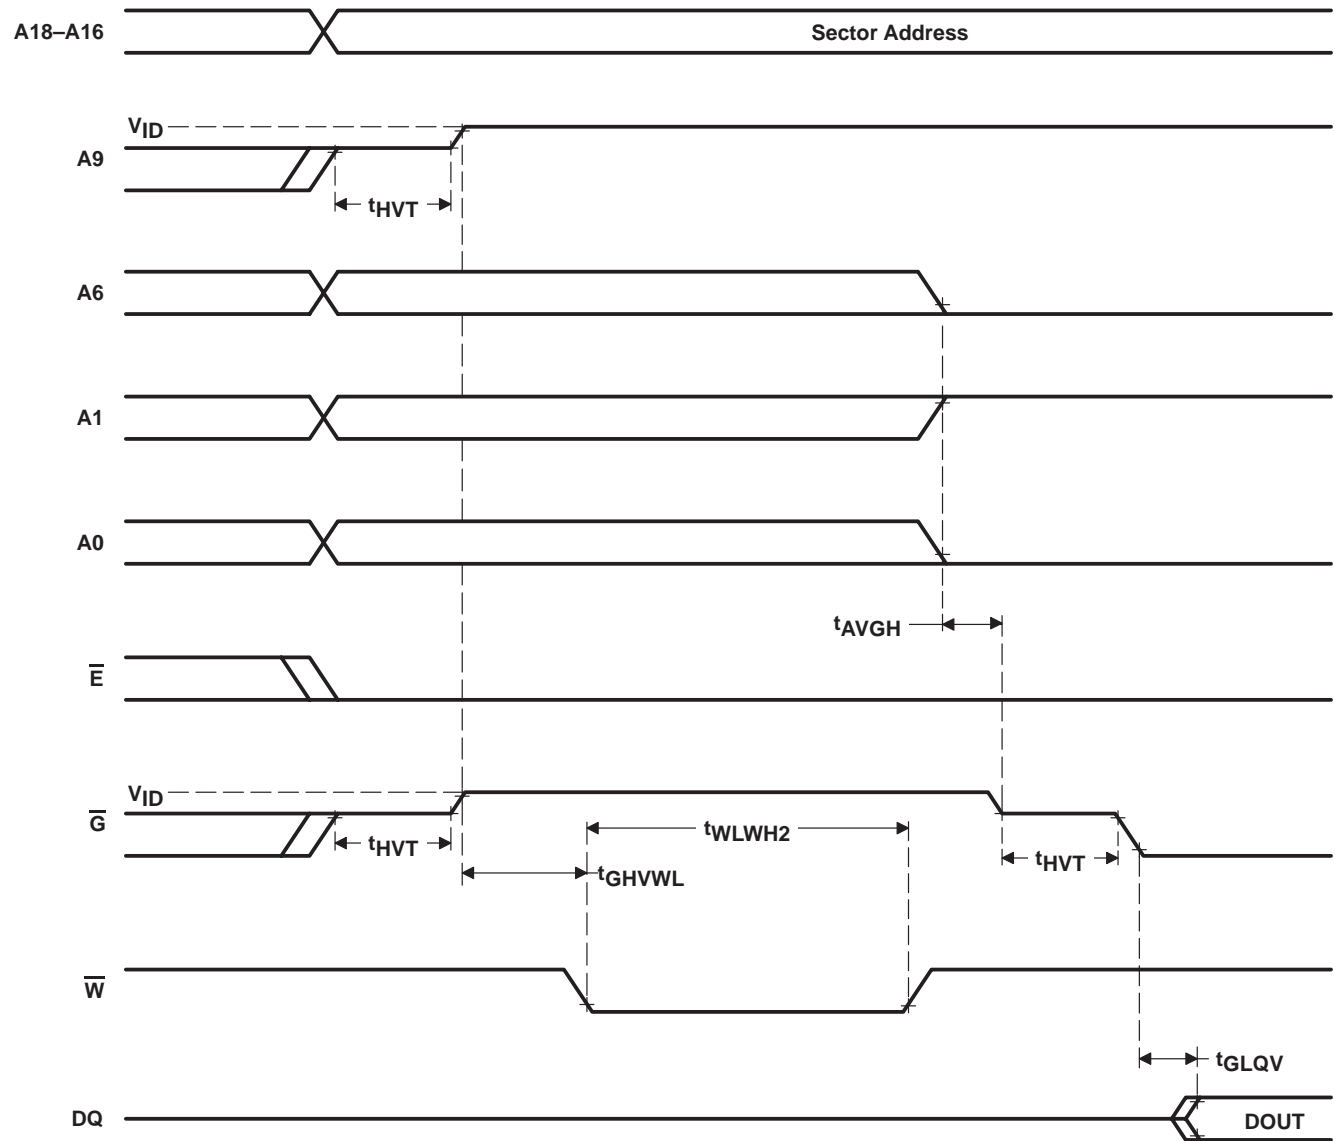 A18–A16
Sector Address
VID
A9
tHVT
A6
A1
A0
tAVGH
E
VID
G
tHVT
tWLWH2
tHVT
tGHVWL
W
tGLQV
DQ
DOUT